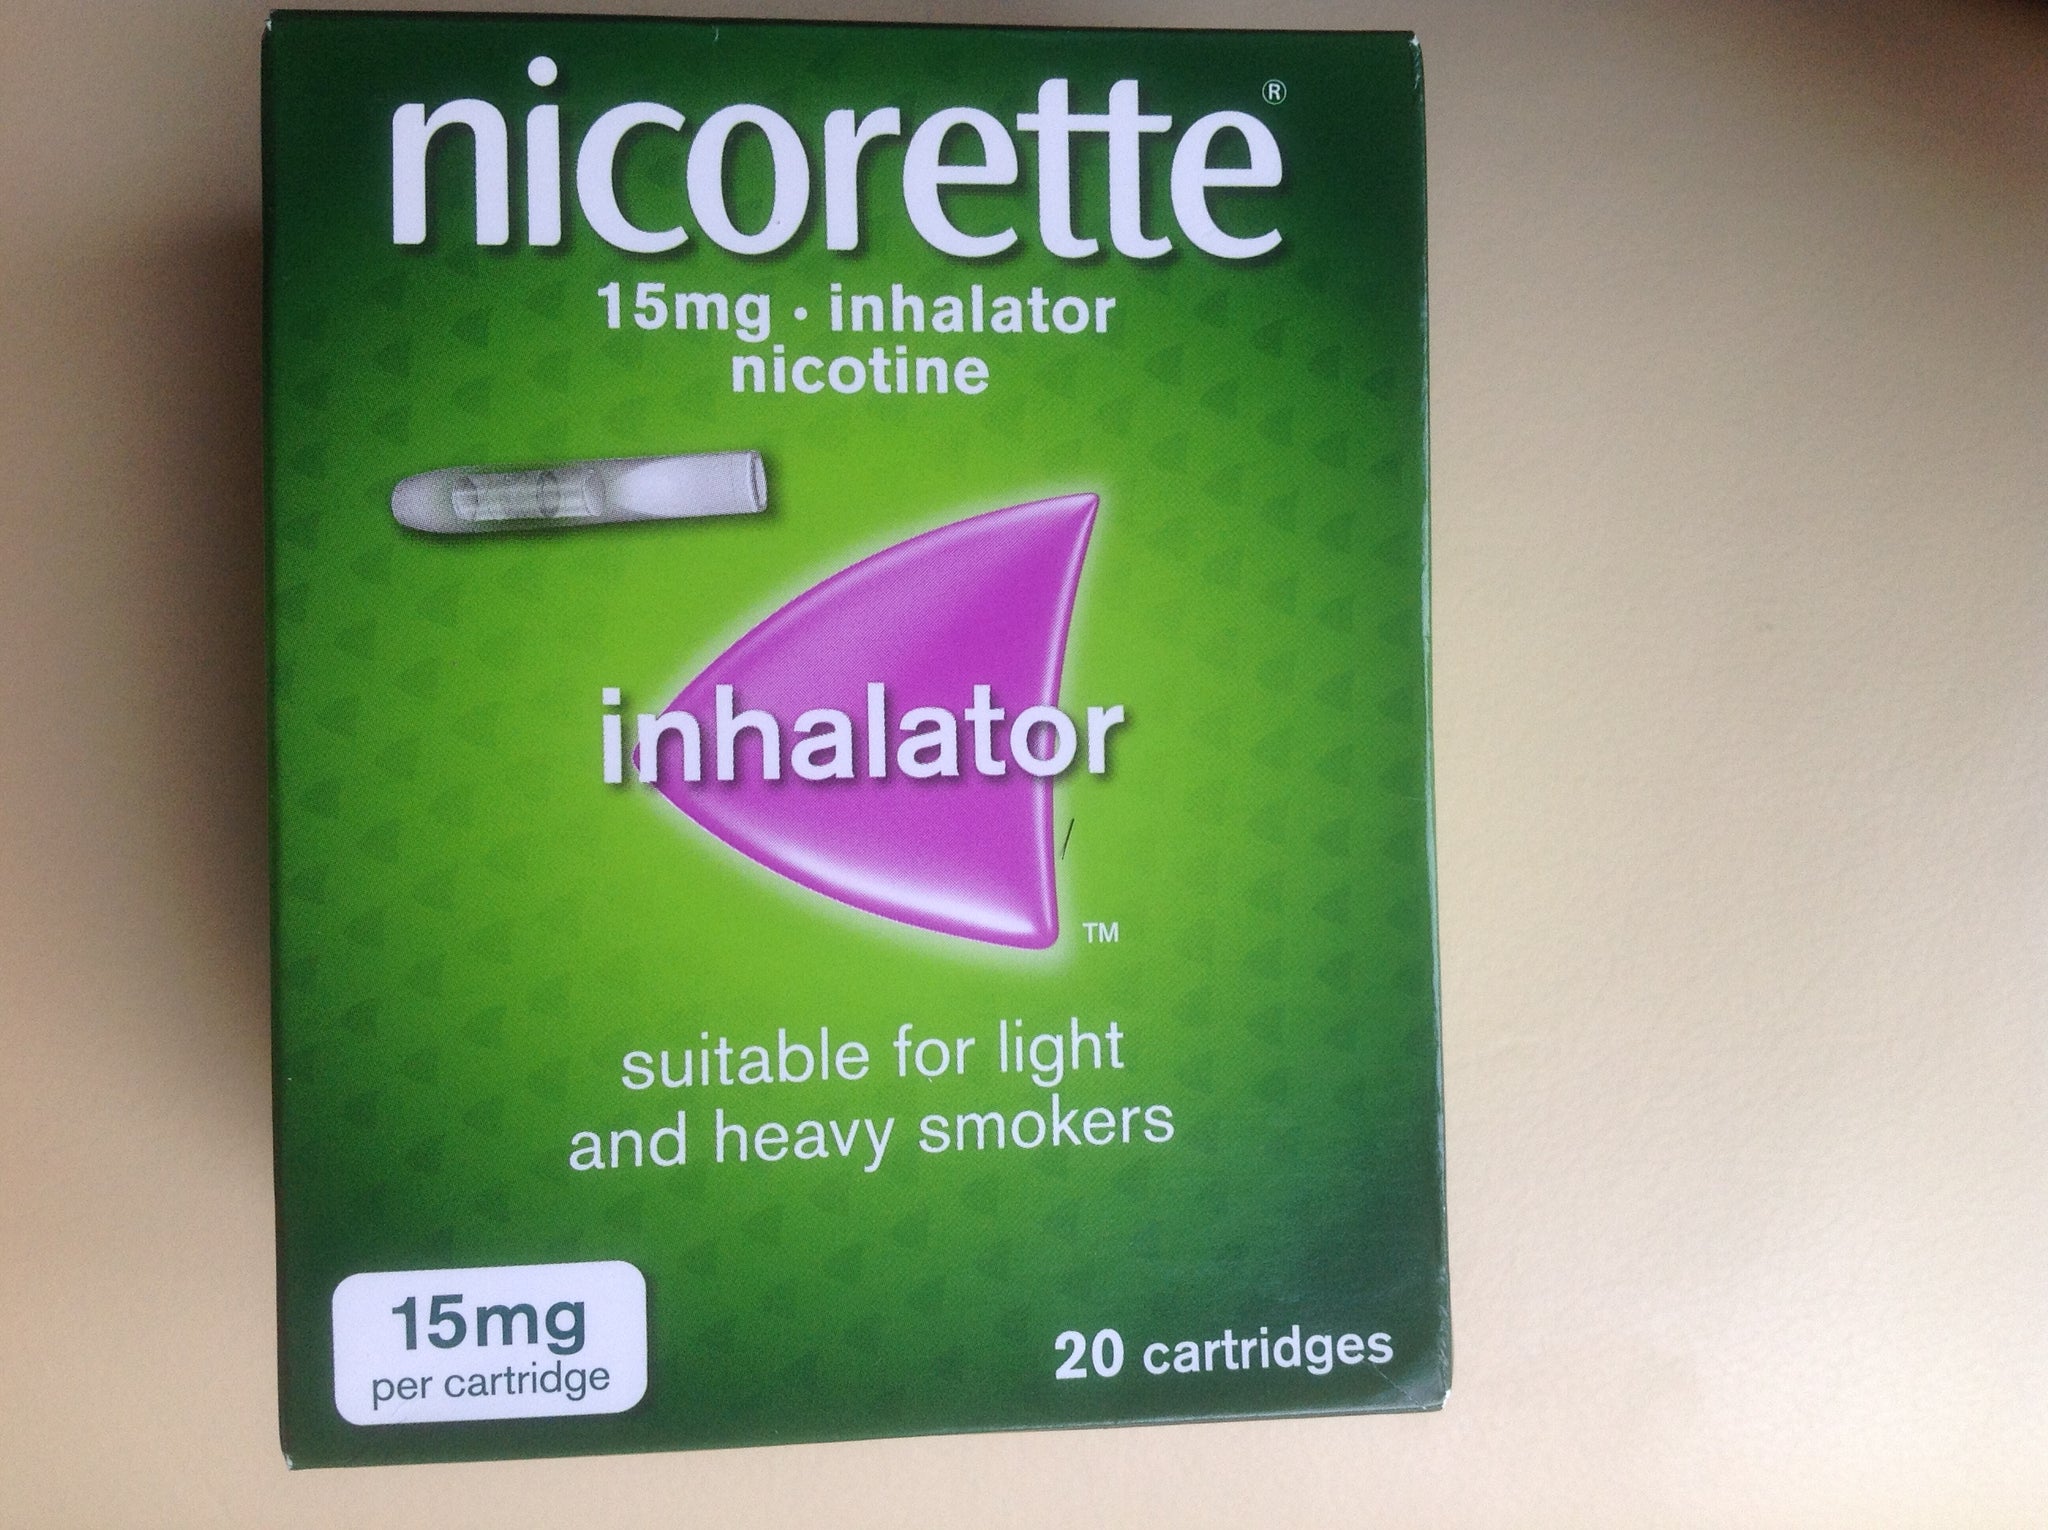 nicorette®
15mg · inhalator
nicotine
inhalator
™
suitable for light
and heavy smokers
15mg
per cartridge
20 cartridges